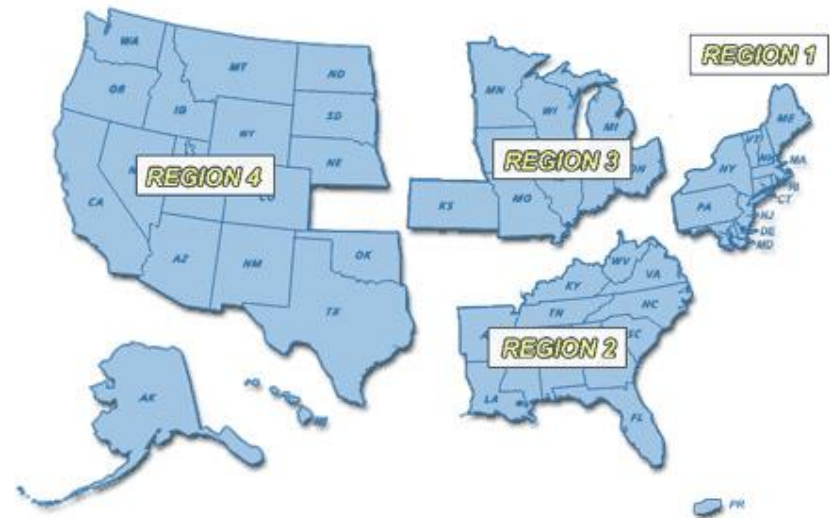 REGION 1
WA
MT
ND
MN
OR
ID
SD
WI
MI
ME
VT
NH
MA
WY
NY
REGION 3
NE
REGION 4
RI
CT
CA
KS
MO
PA
NJ
DE
MD
AZ
NM
OK
WV
VA
KY
TX
NC
TN
SC
REGION 2
AK
LA
FL
PR